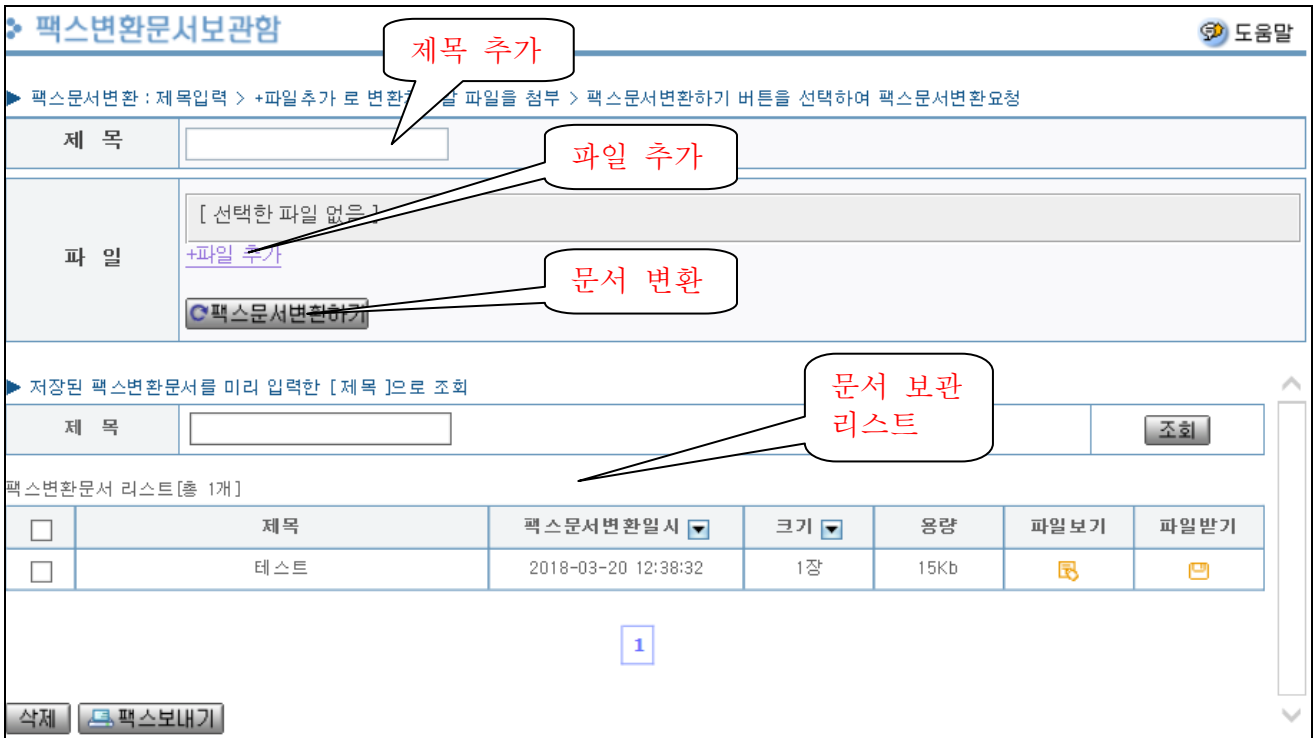 팩스변환문서보관함
도움말
제목 추가
▶ 팩스문서변환 : 제목입력 > +파일추가 로 변환 할 파일을 첨부 > 팩스문서변환하기 버튼을 선택하여 팩스문서변환요청
제 목
파일 추가
[ 선택한 파일 없음 ]
파 일
+파일 추가
문서 변환
팩스문서변환하기
문서 보관
리스트
▶ 저장된 팩스변환문서를 미리 입력한 [ 제목 ]으로 조회
제 목
조회
팩스변환문서 리스트[총 1개]
제목 팩스문서변환일시 크기 용량 파일보기 파일받기
테스트 2018-03-20 12:38:32 1장 15Kb
1
삭제 팩스보내기